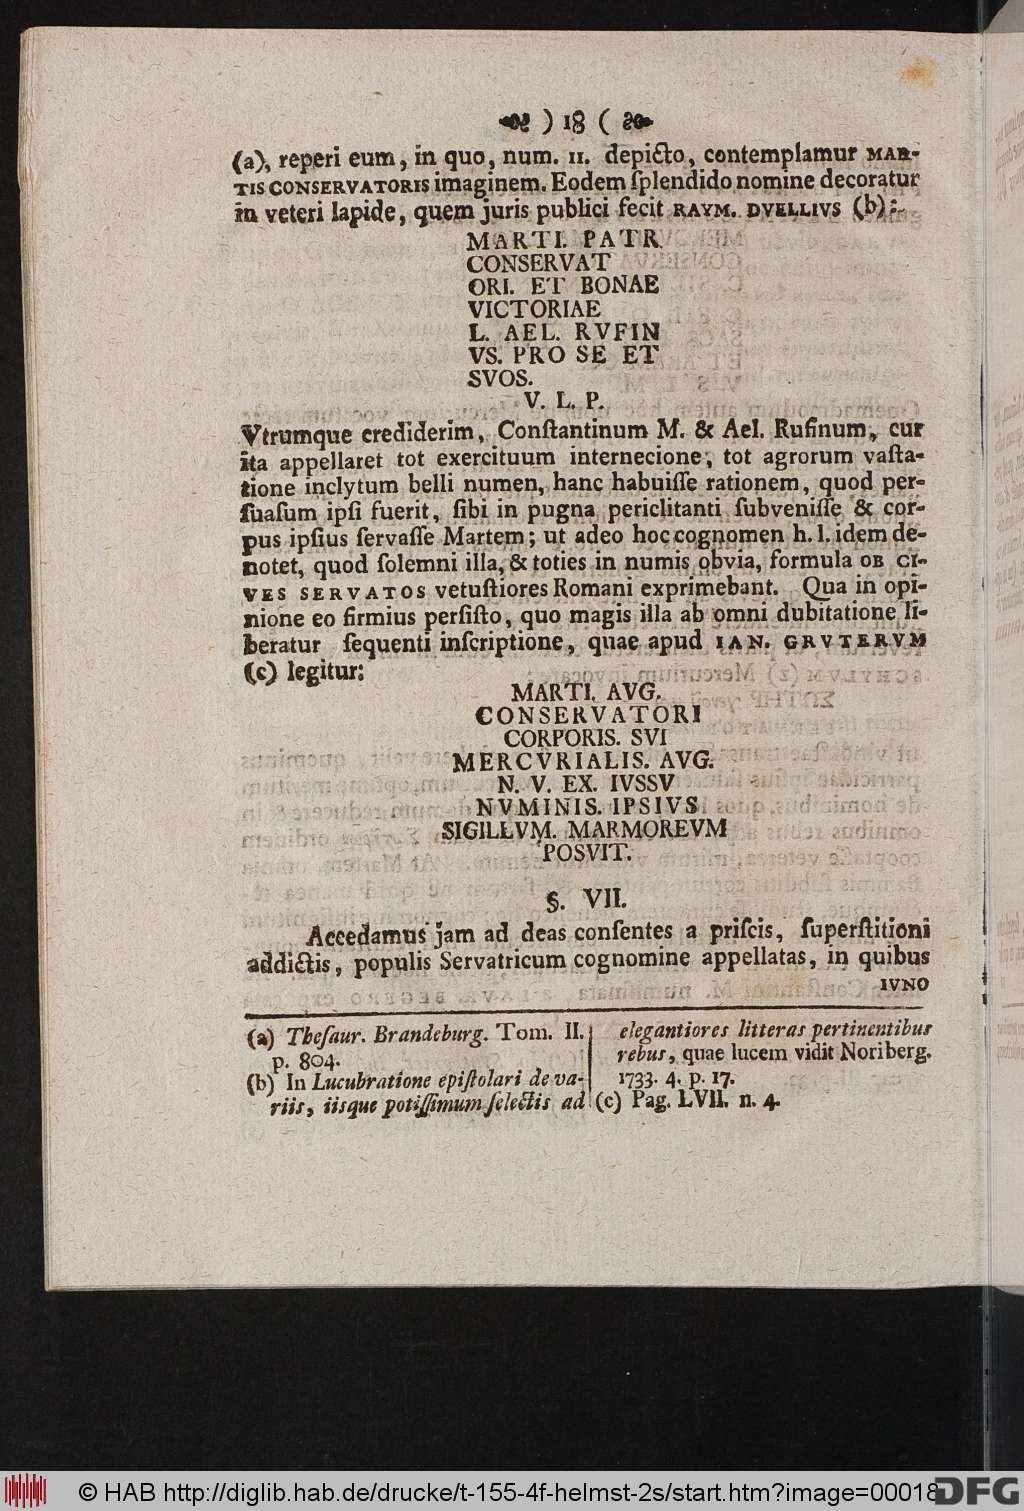 ) 18 (
(a), reperi eum, in quo, num. II. depicto, contemplamur MAR-
TIS CONSERVATORIS imaginem. Eodem ſplendido nomine decoratur
in veteri lapide, quem juris publici fecit RAYM. DVELLIVS (b):
MARTI. PATR
CONSERVAT
ORI. ET BONAE
VICTORIAE
L. AEL. RVFIN
VS. PRO SE ET
SVOS.
V. L. P.
Vtrumque crediderim, Conſtantinum M. & Ael. Rufinum, cur
ita appellaret tot exercituum internecione, tot agrorum vaſta-
tione inclytum belli numen, hanc habuiſſe rationem, quod per-
ſuaſum ipſi fuerit, ſibi in pugna periclitanti ſubveniſſe & cor-
pus ipſius ſervaſſe Martem; ut adeo hoc cognomen h. l. idem de-
notet, quod ſolemni illa, & toties in numis obvia, formula OB CI-
VES SERVATOS vetuſtiores Romani exprimebant. Qua in opi-
nione eo firmius perſiſto, quo magis illa ab omni dubitatione li-
beratur ſequenti inſcriptione, quae apud IAN. GRVTERVM
(c) legitur:
MARTI. AVG.
CONSERVATORI
CORPORIS. SVI
MERCVRIALIS. AVG.
N. V. EX. IVSSV
NVMINIS. IPSIVS
SIGILLVM. MARMOREVM
POSVIT.
§. VII.
Accedamus jam ad deas conſentes a priſcis, ſuperſtitioni
addictis, populis Servatricum cognomine appellatas, in quibus
IVNO
(a) Theſaur. Brandeburg. Tom. II.
p. 804.
(b) In Lucubratione epiſtolari de va-
riis, iisque potiſſimum ſelectis ad
elegantiores litteras pertinentibus
rebus, quae lucem vidit Noriberg.
1733. 4. p. 17.
(c) Pag. LVII. n. 4.
© HAB http://diglib.hab.de/drucke/t-155-4f-helmst-2s/start.htm?image=00018
DFG